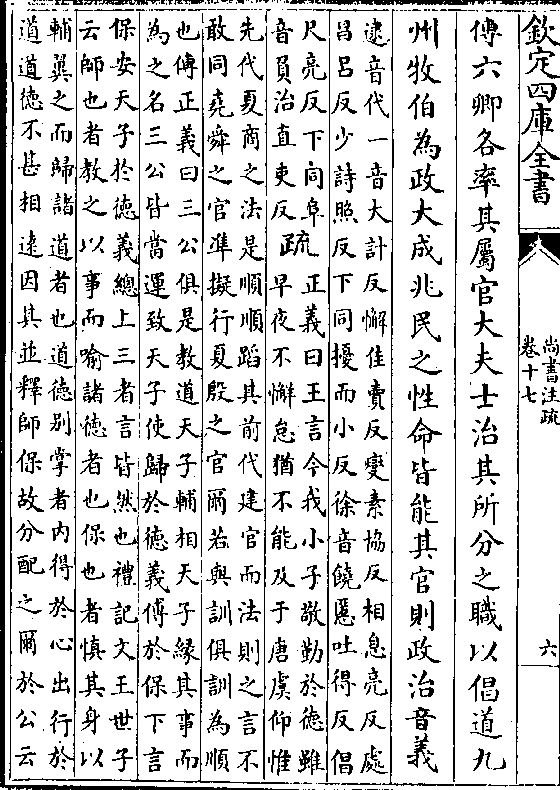 欽定四庫全書
尚書注疏
卷十七
六
傳六卿各率其屬官大夫士治其所分之職以倡道九
州牧伯為政大成兆民之性命皆能其官則政治音義
逮音代一音大計反懈佳賣反變素協反相息亮反處
昌呂反少詩照反下同擾而小反徐音饒慝吐得反倡
尺亮反下同阜
音員治直吏反
疏
正義曰王言今我小子敬勤於德雖
早夜不懈怠猶不能及于唐虞仰惟
先代夏商之法是順順蹈其前代建官而法則之言不
敢同堯舜之官準擬行夏殷之官爾若與訓俱訓為順
也傳正義曰三公俱是教道天子輔相天子緣其事而
為之名三公皆當運致天子使歸於德義傅於保下言
保安天子於德義總上三者言皆然也禮記文王世子
云師也者教之以事而喻諸德者也保也者慎其身以
輔翼之而歸諸道者也道德别掌者内得於心出行於
道道德不甚相遠因其並釋師保故分配之爾於公云